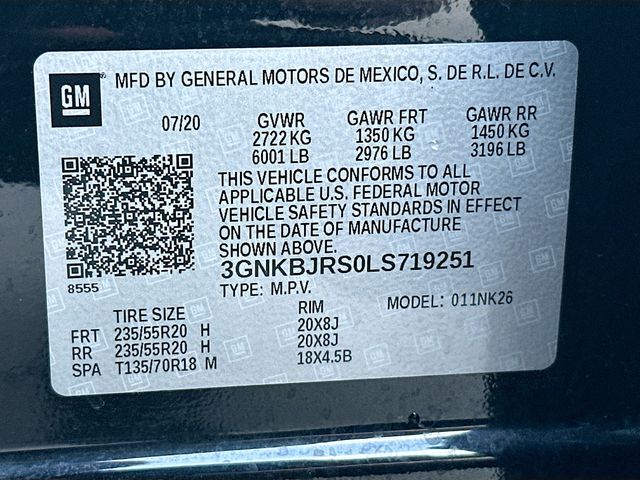 GM
MFD BY GENERAL MOTORS DE MEXICO, S. DE R.L. DE C.V.
07/20 GVWR GAWR FRT GAWR RR
2722 KG 1350 KG 1450 KG
6001 LB 2976 LB 3196 LB
THIS VEHICLE CONFORMS TO ALL
APPLICABLE U.S. FEDERAL MOTOR
VEHICLE SAFETY STANDARDS IN EFFECT
ON THE DATE OF MANUFACTURE
SHOWN ABOVE.
3GNKBJRS0LS719251
8555
TYPE: M.P.V. MODEL: 011NK26
TIRE SIZE RIM
FRT 235/55R20 H 20X8J
RR 235/55R20 H 20X8J
SPA T135/70R18 M 18X4.5B